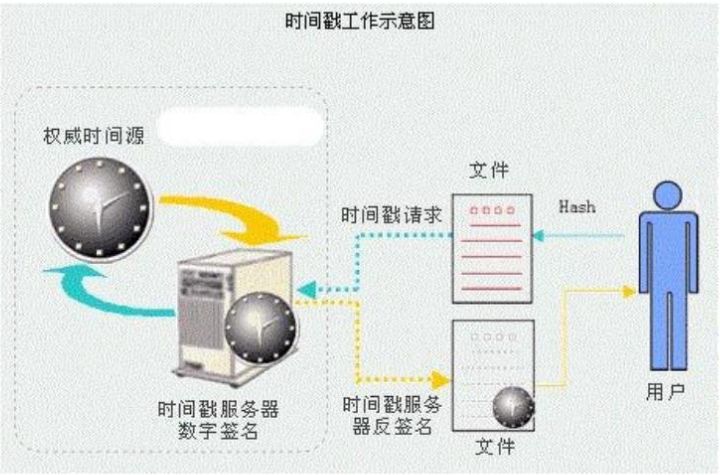 时间戳工作示意图
权威时间源
文件
时间戳请求
Hash
时间戳服务器
数字签名
时间戳服务
器反签名
文件
用户